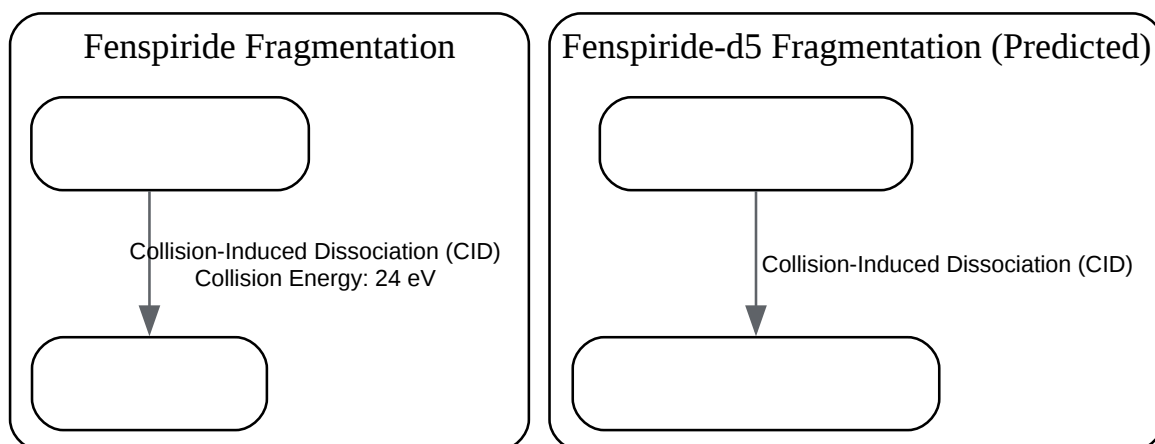 Fenspiride Fragmentation
Collision-Induced Dissociation (CID)
Collision Energy: 24 eV
Fenspiride-d5 Fragmentation (Predicted)
Collision-Induced Dissociation (CID)